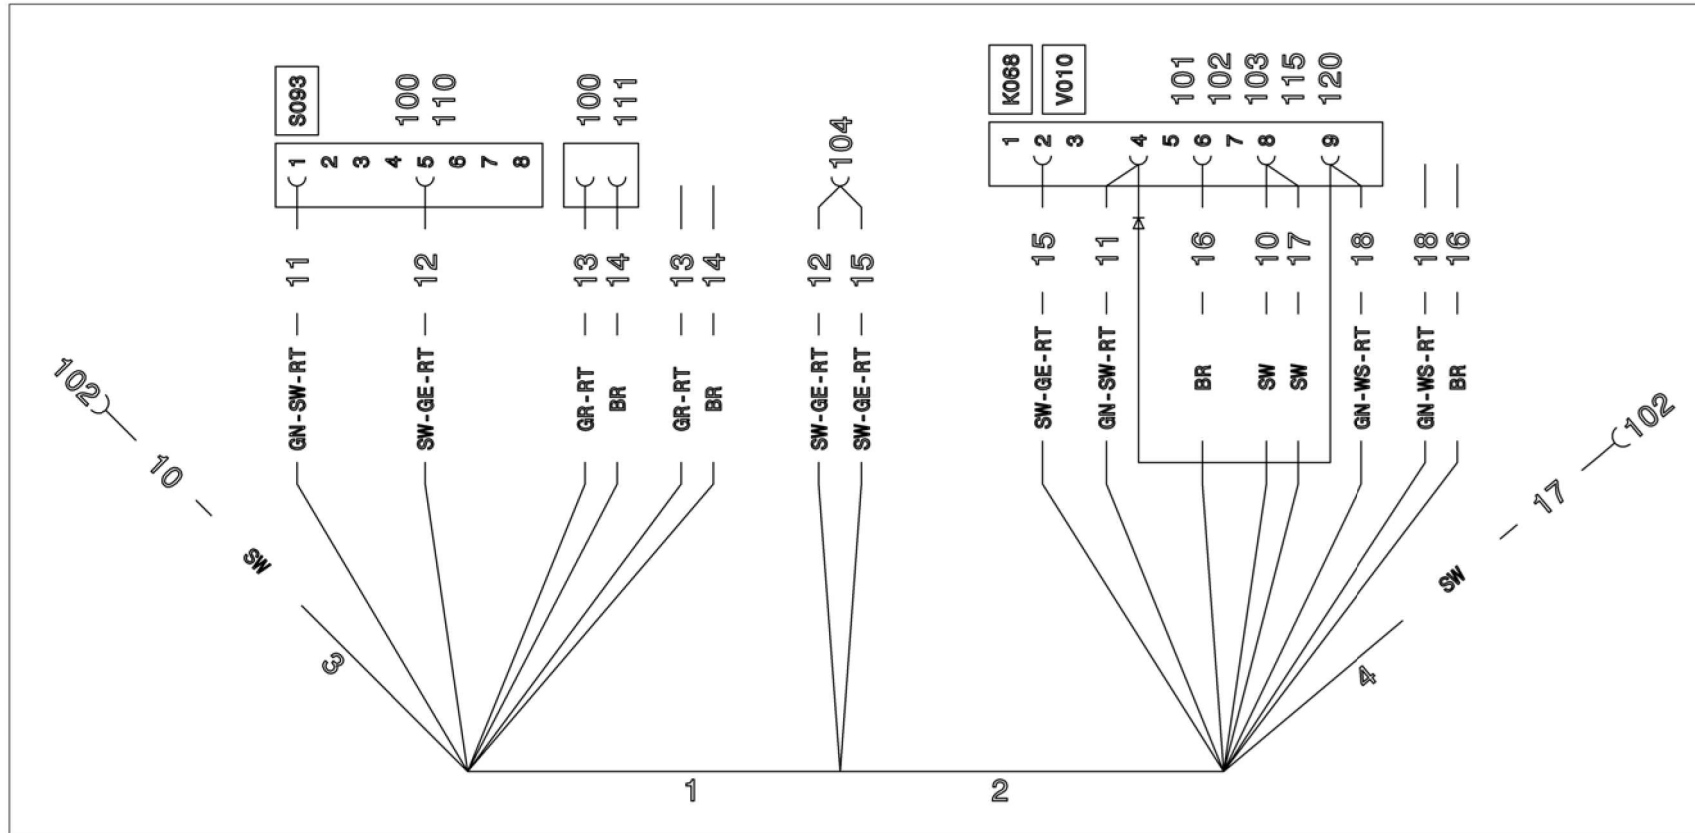 S093
100
110
1
2
3
4
5
6
7
8
100
111
104
K068
V010
101
102
103
115
120
1
2
3
4
5
6
7
8
9
11
12
13
14
13
14
12
15
15
11
16
10
17
18
18
16
GN-SW-RT
SW-GE-RT
GR-RT
BR
GR-RT
BR
SW-GE-RT
SW-GE-RT
SW-GE-RT
GN-SW-RT
BR
SW
SW
GN-WS-RT
GN-WS-RT
BR
102
10
SW
3
102
17
SW
4
1
2